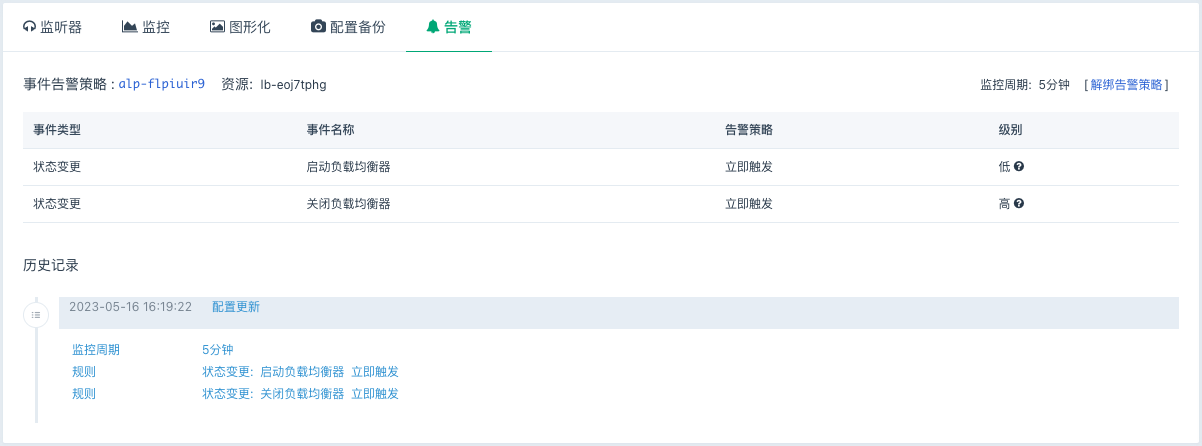 监听器 监控 图形化 配置备份 告警
事件告警策略 : alp-flpiuir9 资源: lb-eoj7tphg 监控周期: 5分钟 [解绑告警策略]
事件类型 事件名称 告警策略 级别
状态变更 启动负载均衡器 立即触发 低
状态变更 关闭负载均衡器 立即触发 高
历史记录
2023-05-16 16:19:22 配置更新
监控周期 5分钟
规则 状态变更: 启动负载均衡器 立即触发
规则 状态变更: 关闭负载均衡器 立即触发